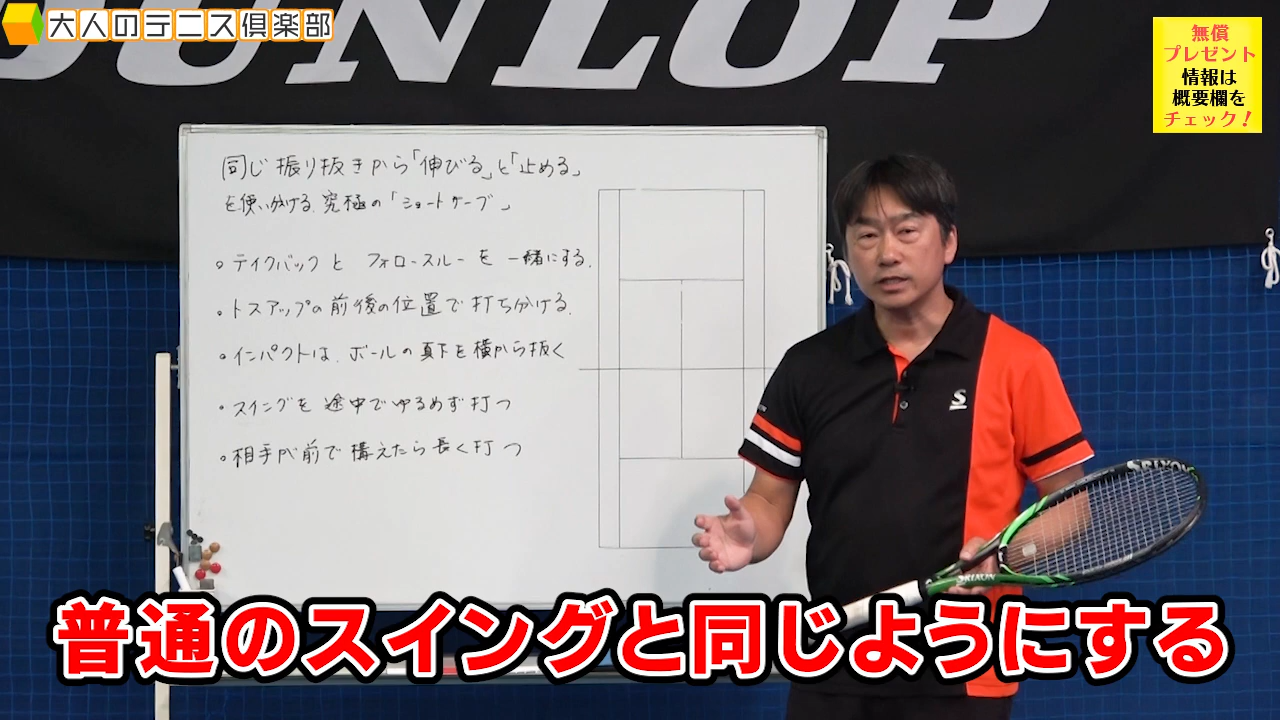 大人のテニス倶楽部
DUNLOP
無償
プレゼント
情報は
概要欄を
チェック！
同じ振り抜きから「伸びる」と「止める」
を使い分ける、究極の「ショートサーブ」
・テイクバックとフォロースルーを一緒にする。
・トスアップの前後の位置で打ち分ける。
・インパクトは、ボールの真下を横から抜く
・スイングを途中でゆるめず打つ
・相手が前で構えたら長く打つ
S
SRIXON
SRIXON
普通のスイングと同じようにする